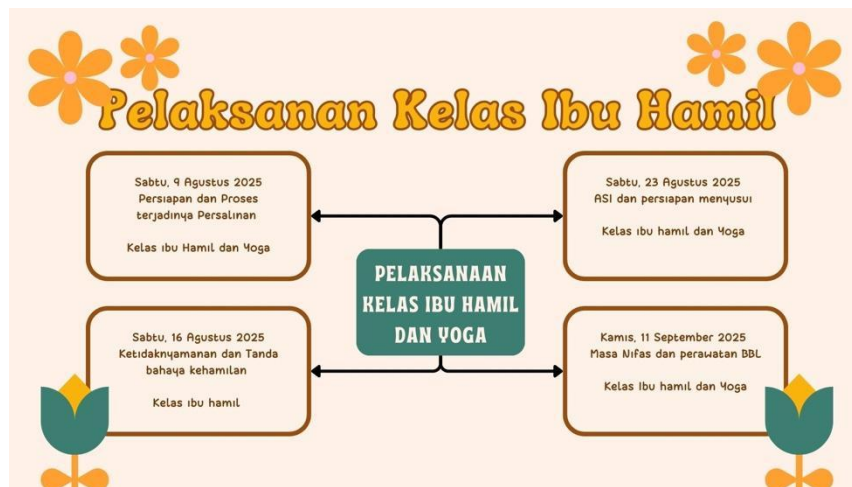 Pelaksanan Kelas Ibu Hamil
Sabtu, 9 Agustus 2025
Persiapan dan Proses
terjadinya Persalinan
Kelas ibu Hamil dan Yoga
Sabtu, 23 Agustus 2025
ASI dan persiapan menyusui
Kelas ibu hamil dan Yoga
PELAKSANAAN
KELAS IBU HAMIL
DAN YOGA
Sabtu, 16 Agustus 2025
Ketidaknyamanan dan Tanda
bahaya kehamilan
Kelas ibu hamil
Kamis, 11 September 2025
Masa Nifas dan perawatan BBL
Kelas Ibu hamil dan Yoga